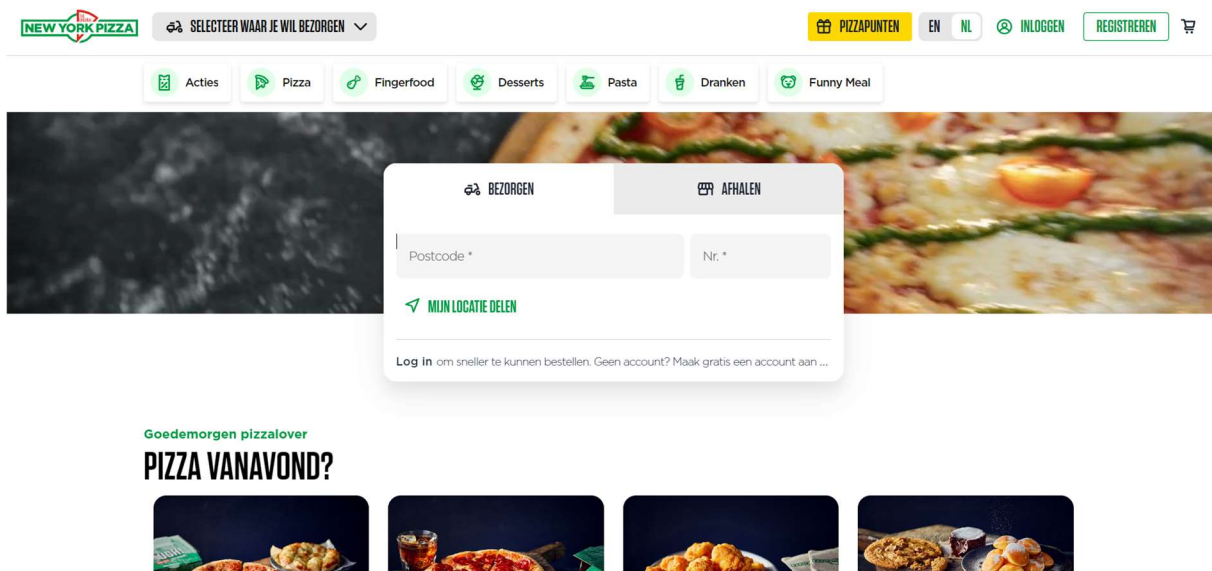 NEW YORK PIZZA
SELECTEER WAAR JE WIL BEZORGEN
PIZZAPUNTEN
EN
NL
INLOGGEN
REGISTREREN
Acties
Pizza
Fingerfood
Desserts
Pasta
Dranken
Funny Meal
BEZORGEN
AFHALEN
Postcode *
Nr. *
MIJN LOCATIE DELEN
Log in om sneller te kunnen bestellen. Geen account? Maak gratis een account aan ...
Goedemorgen pizzalover
PIZZA VANAVOND?